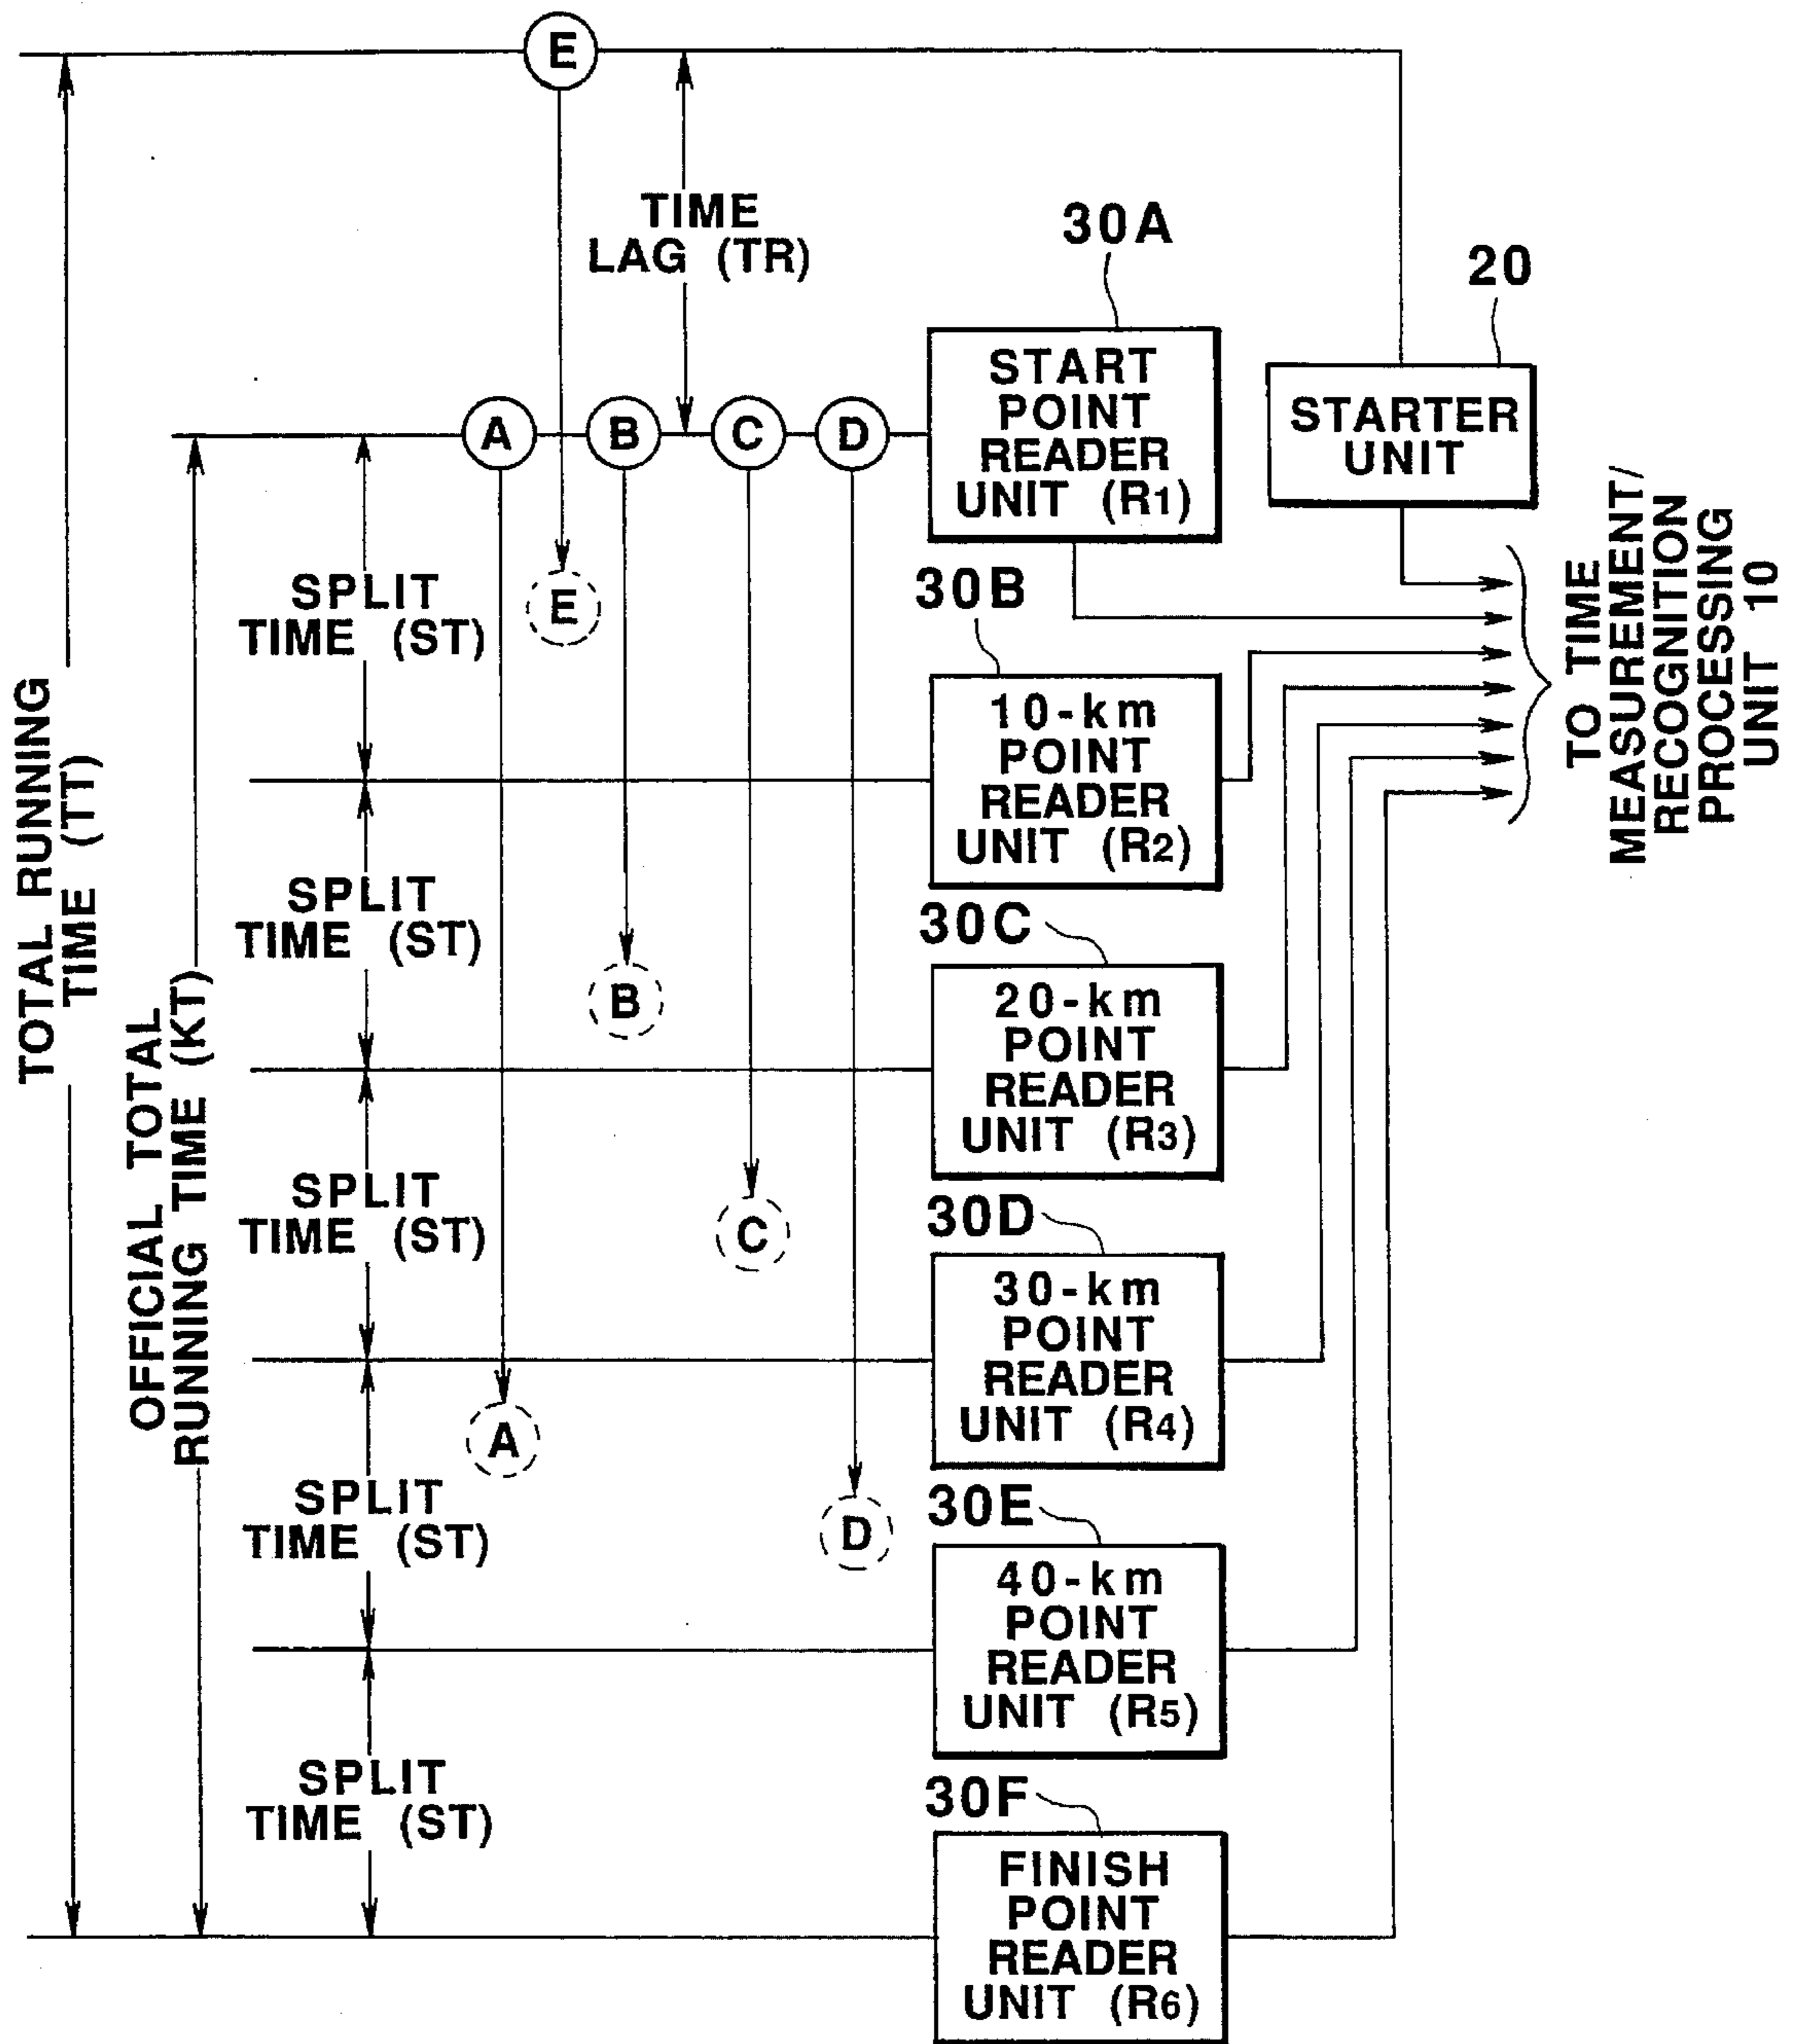 E
TIME
LAG (TR)
30A
20
START
POINT
READER
UNIT (R1)
STARTER
UNIT
A
B
C
D
TO TIME
MEASUREMENT/
RECOGNITION
PROCESSING
UNIT 10
30B
SPLIT
TIME (ST)
E
10-km
POINT
READER
UNIT (R2)
TOTAL RUNNING
TIME (TT)
OFFICIAL TOTAL
RUNNING TIME (KT)
SPLIT
TIME (ST)
30C
B
20-km
POINT
READER
UNIT (R3)
SPLIT
TIME (ST)
C
30D
30-km
POINT
READER
UNIT (R4)
A
SPLIT
TIME (ST)
D
30E
40-km
POINT
READER
UNIT (R5)
SPLIT
TIME (ST)
30F
FINISH
POINT
READER
UNIT (R6)